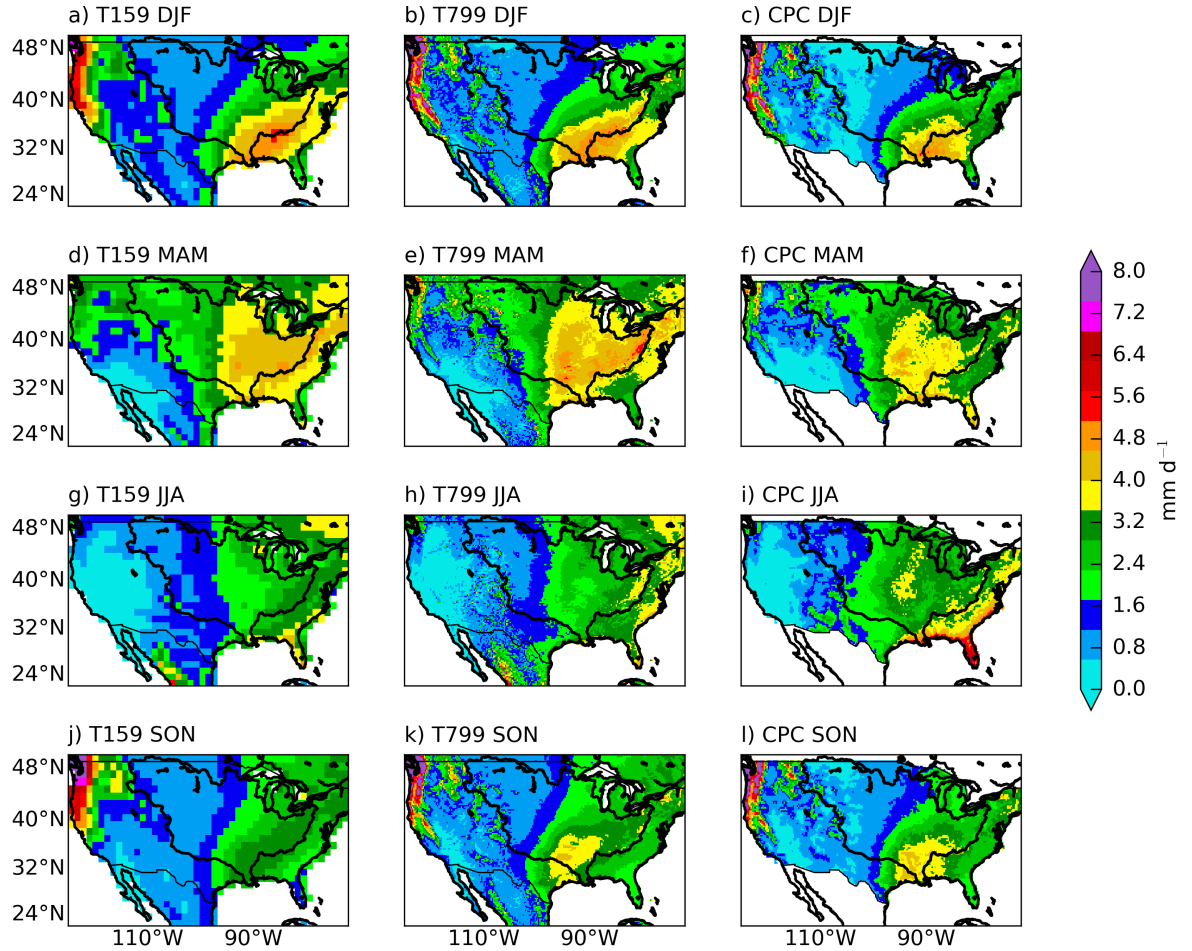 a) T159 DJF
b) T799 DJF
c) CPC DJF
48°N
40°N
32°N
24°N
d) T159 MAM
e) T799 MAM
f) CPC MAM
48°N
40°N
32°N
24°N
g) T159 JJA
h) T799 JJA
i) CPC JJA
48°N
40°N
32°N
24°N
j) T159 SON
k) T799 SON
l) CPC SON
48°N
40°N
32°N
24°N
110°W 90°W
110°W 90°W
110°W 90°W
8.0
7.2
6.4
5.6
4.8
4.0
3.2
2.4
1.6
0.8
0.0
mm d⁻¹